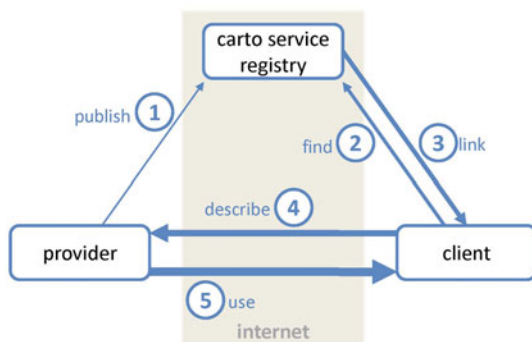 carto service
registry
publish 1
find 2
3 link
describe 4
provider
client
5 use
internet